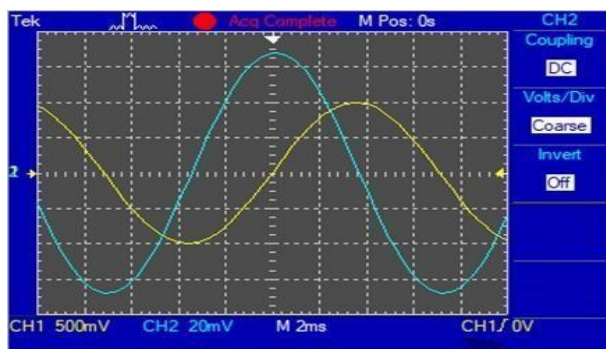 Tek Acq Complete M Pos: 0s CH2
Coupling
DC
Volts/Div
Coarse
Invert
2 Off
CH1 500mV CH2 20mV M 2ms CH1 0V